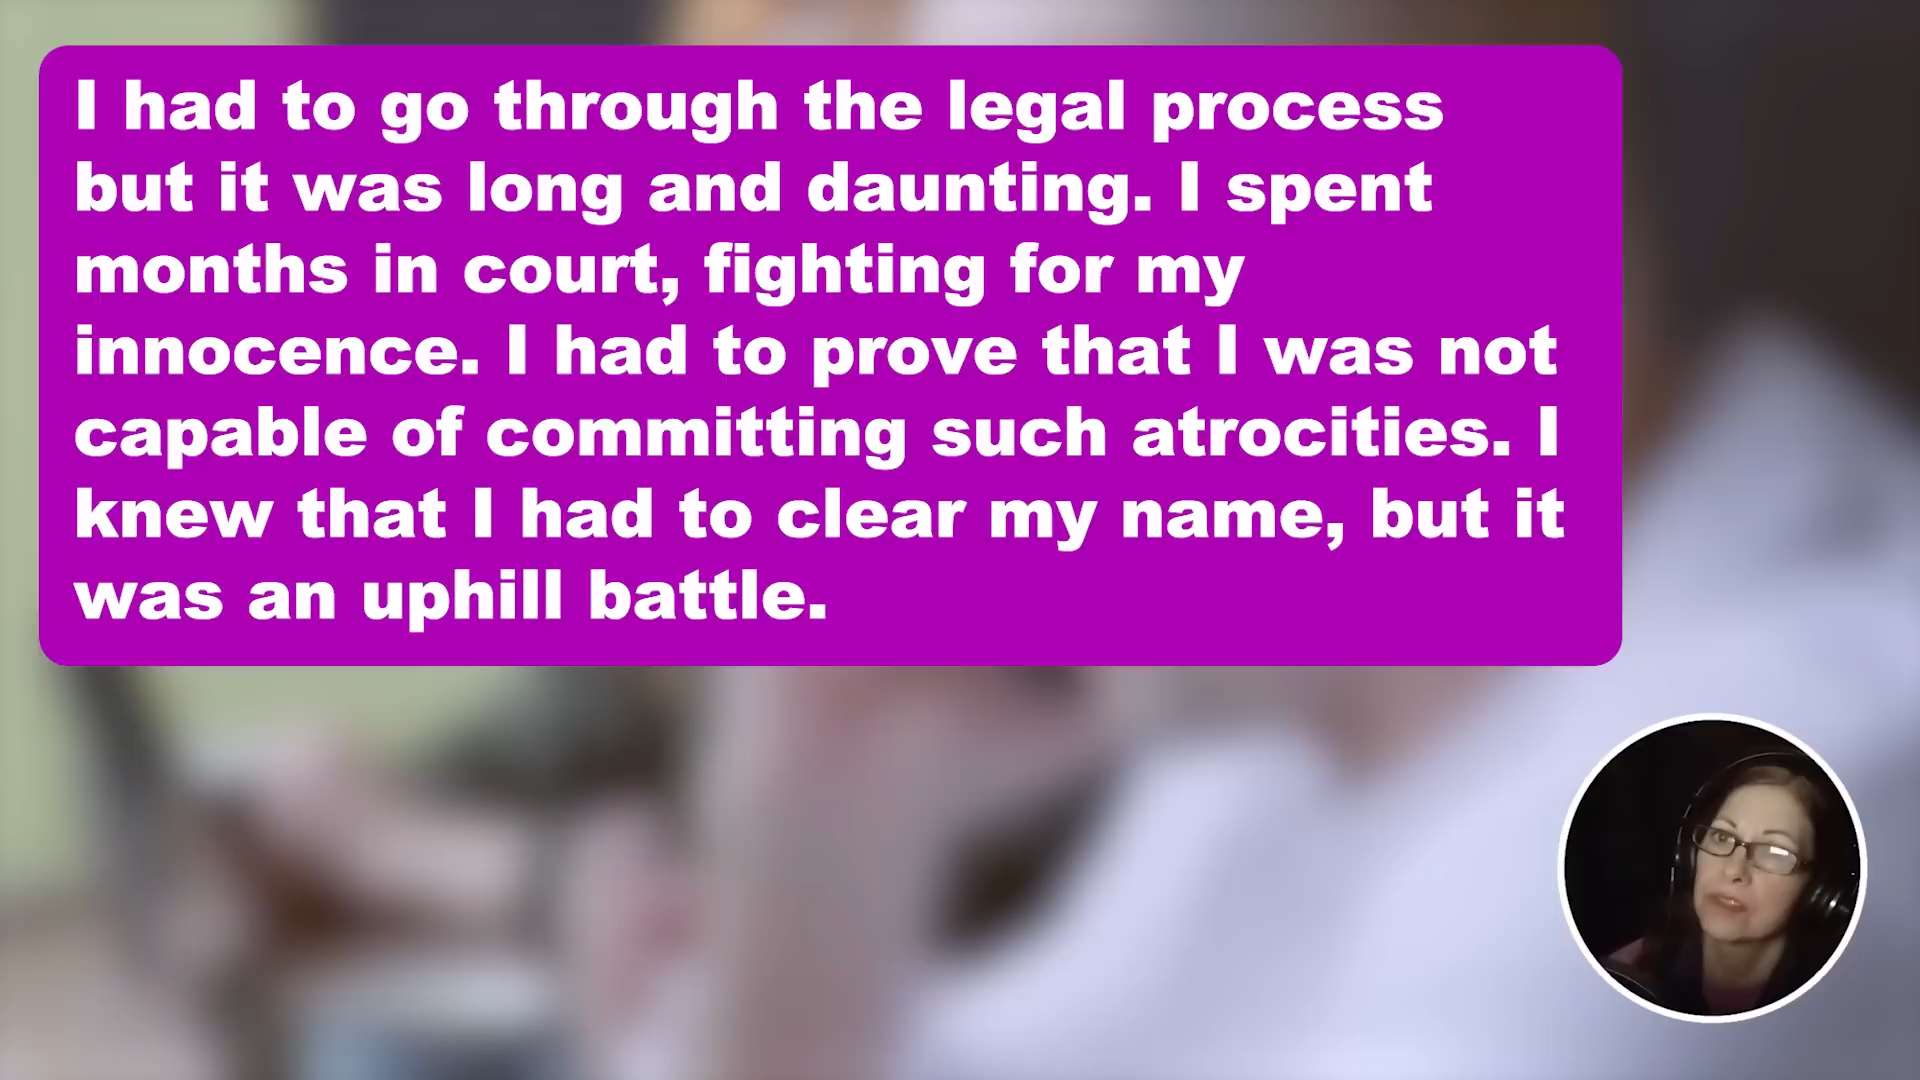 I had to go through the legal process
but it was long and daunting. I spent
months in court, fighting for my
innocence. I had to prove that I was not
capable of committing such atrocities. I
knew that I had to clear my name, but it
was an uphill battle.